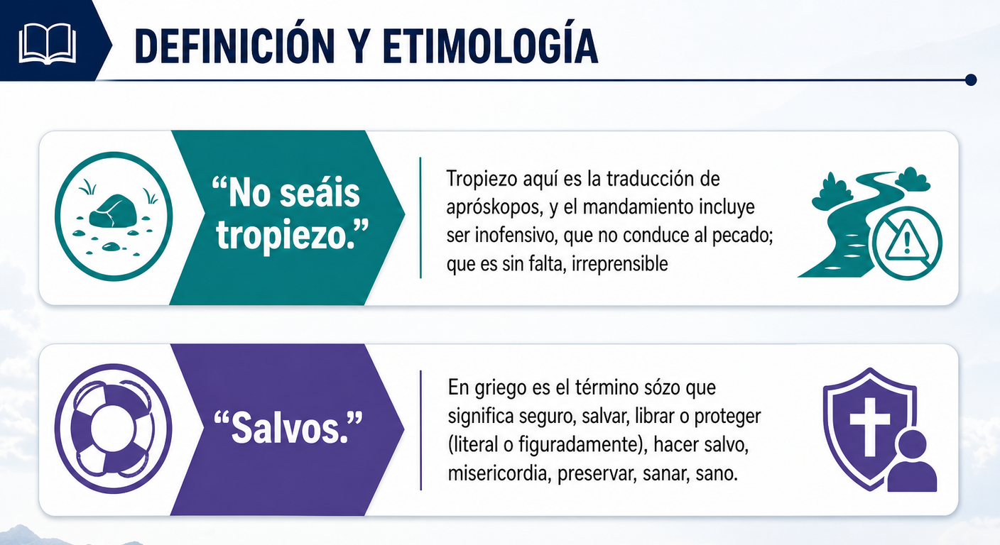 DEFINICIÓN Y ETIMOLOGÍA
“No seáis
tropiezo.”
Tropiezo aquí es la traducción de
apróskopos, y el mandamiento incluye
ser inofensivo, que no conduce al pecado;
que es sin falta, irreprensible
“Salvos.”
En griego es el término sózo que
significa seguro, salvar, librar o proteger
(literal o figuradamente), hacer salvo,
misericordia, preservar, sanar, sano.